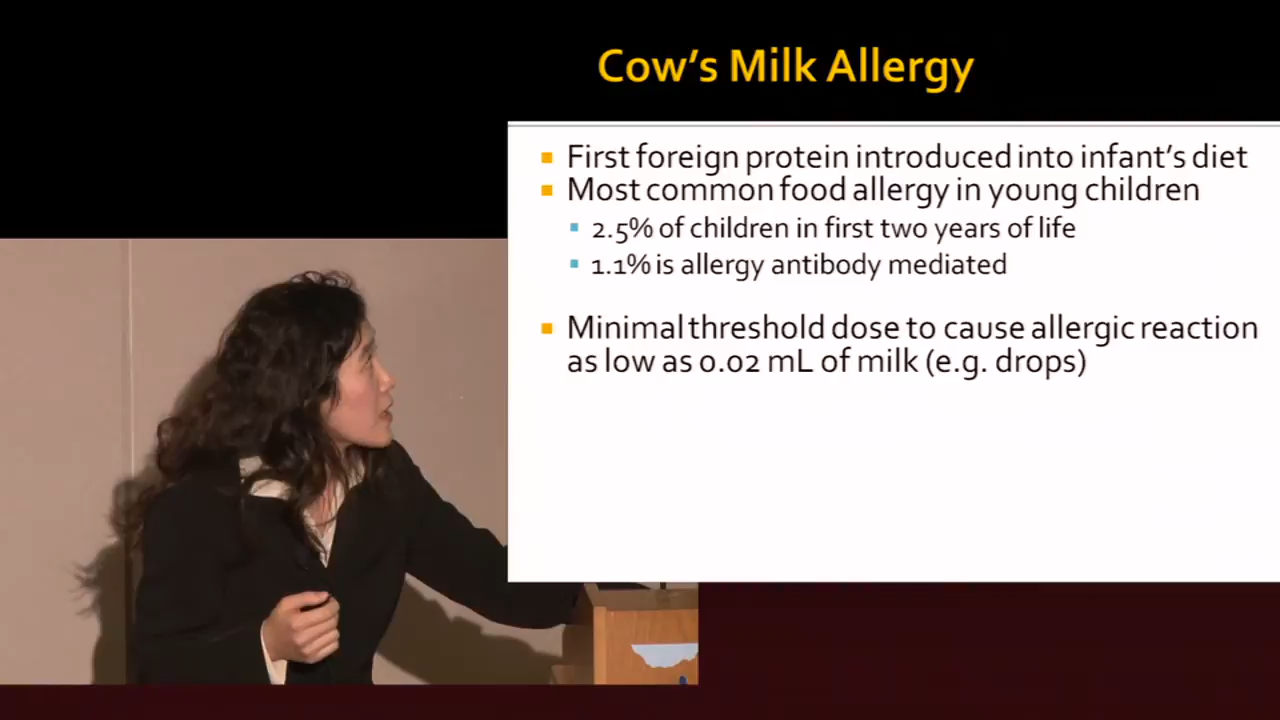 Cow's Milk Allergy
First foreign protein introduced into infant's diet
Most common food allergy in young children
2.5% of children in first two years of life
1.1% is allergy antibody mediated
Minimal threshold dose to cause allergic reaction
as low as 0.02 mL of milk (e.g. drops)